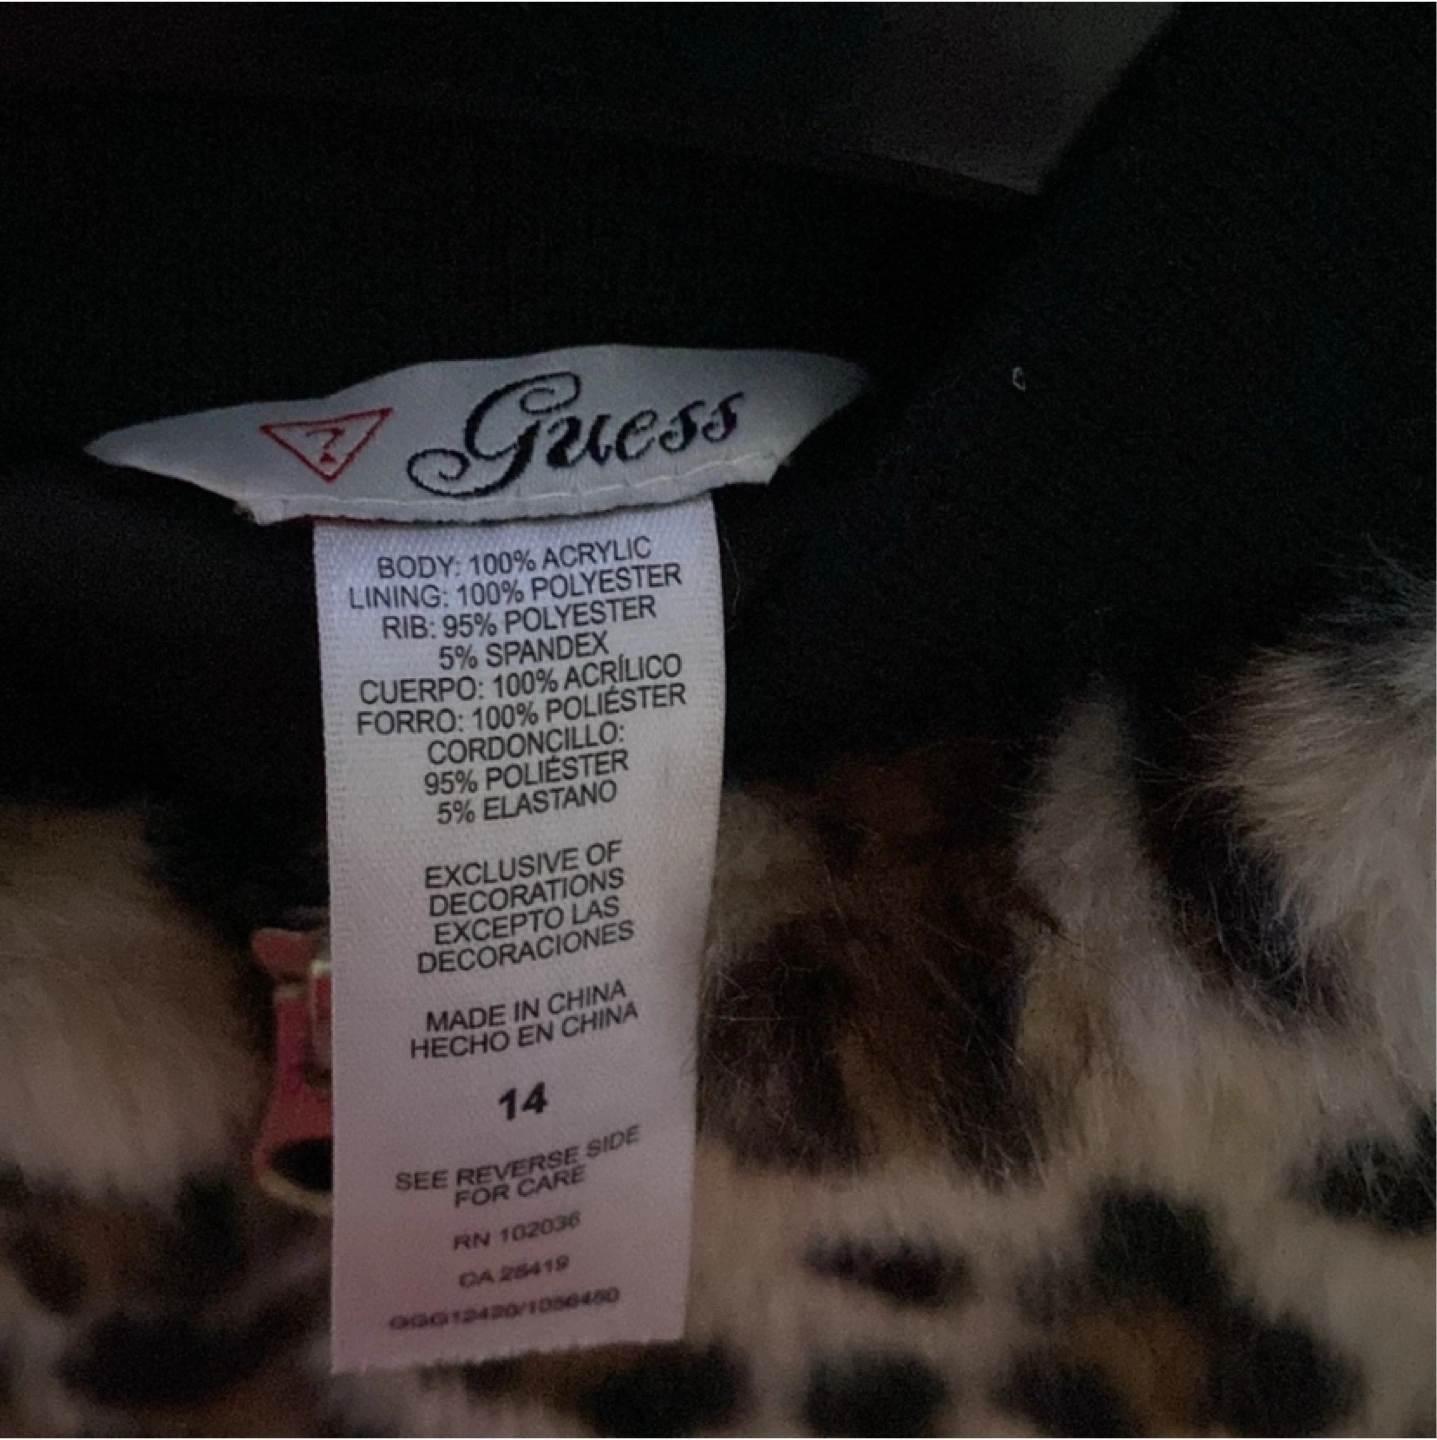 ? Guess
BODY: 100% ACRYLIC
LINING: 100% POLYESTER
RIB: 95% POLYESTER
5% SPANDEX
CUERPO: 100% ACRÍLICO
FORRO: 100% POLIÉSTER
CORDONCILLO:
95% POLIÉSTER
5% ELASTANO
EXCLUSIVE OF
DECORATIONS
EXCEPTO LAS
DECORACIONES
MADE IN CHINA
HECHO EN CHINA
14
SEE REVERSE SIDE
FOR CARE
RN 102036
CA 25419